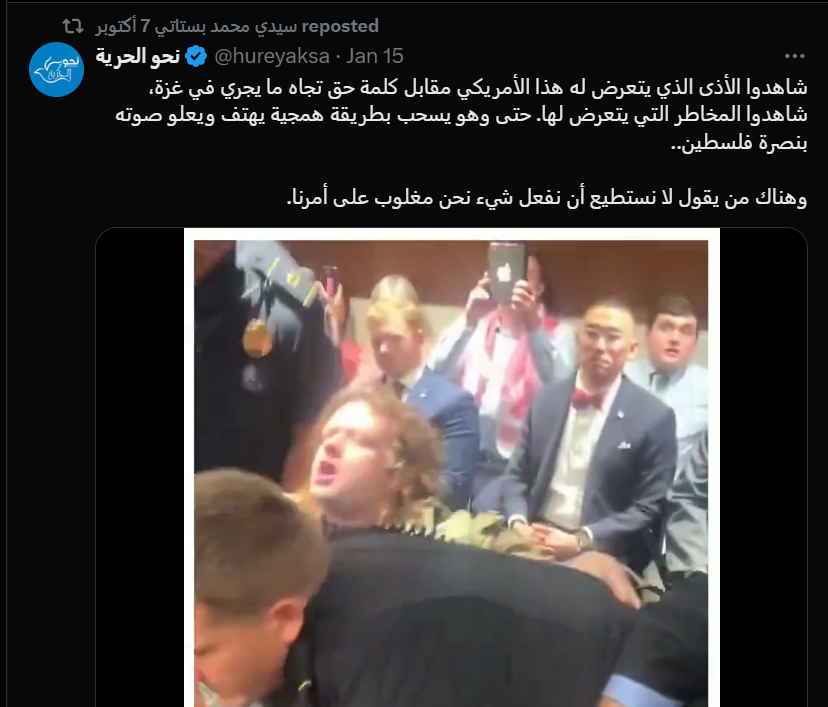 سيدي محمد بستاتي 7 أكتوبر reposted
نحو الحرية @hureyaksa · Jan 15
نحو الحرية
شاهدوا الأذى الذي يتعرض له هذا الأمريكي مقابل كلمة حق تجاه ما يجري في غزة،
شاهدوا المخاطر التي يتعرض لها. حتى وهو يسحب بطريقة همجية يهتف ويعلو صوته
بنصرة فلسطين..
وهناك من يقول لا نستطيع أن نفعل شيء نحن مغلوب على أمرنا.